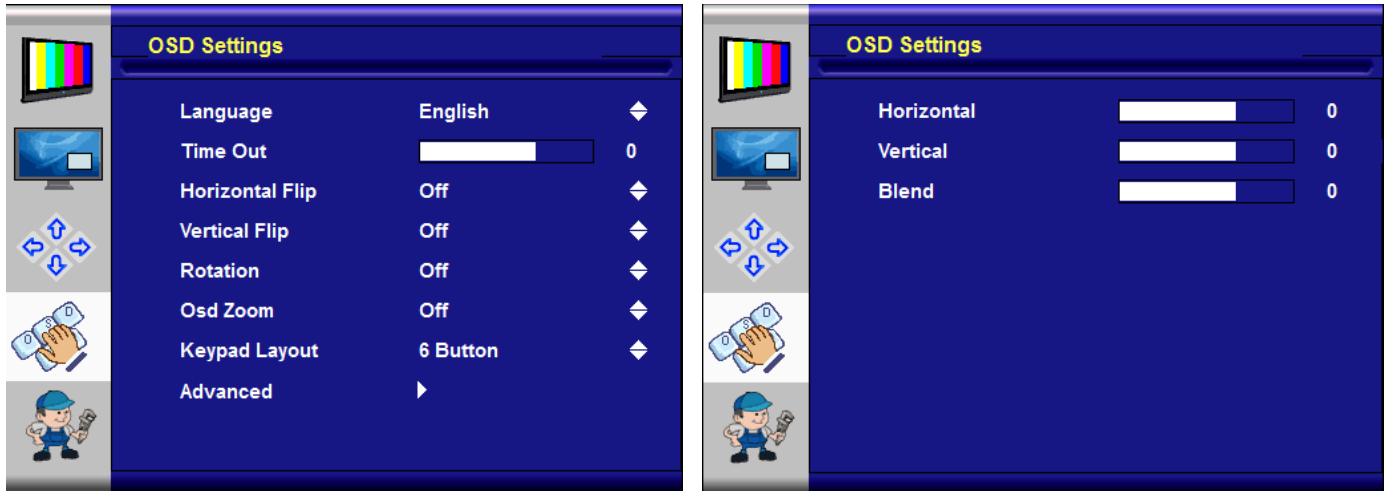 OSD Settings
Language English
Time Out 0
Horizontal Flip Off
Vertical Flip Off
Rotation Off
Osd Zoom Off
Keypad Layout 6 Button
Advanced
O S D
OSD Settings
Horizontal 0
Vertical 0
Blend 0
O S D